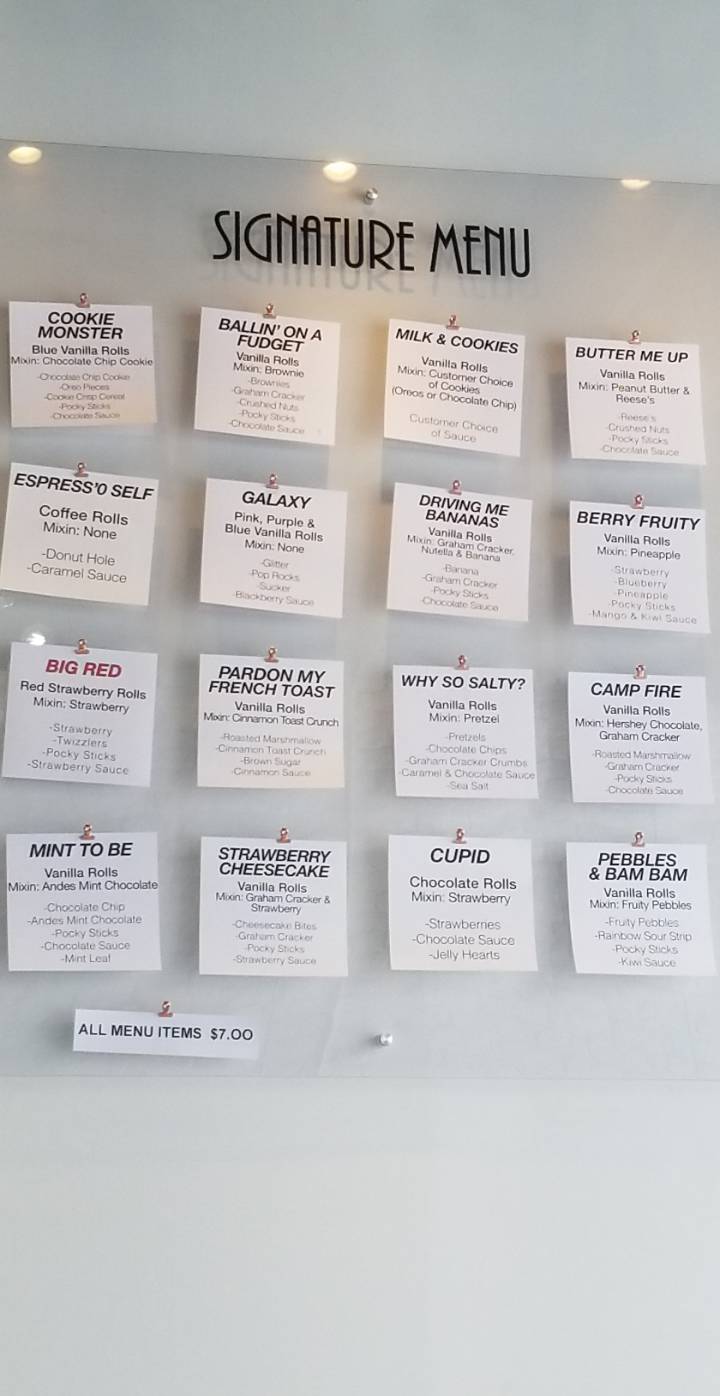 SIGNATURE MENU
COOKIE
MONSTER
Blue Vanilla Rolls
Mixin: Chocolate Chip Cookie
-Chocolate Chip Cookie
-Oreo Pieces
-Cookie Crisp Cereal
-Pocky Sticks
-Chocolate Sauce
BALLIN' ON A
FUDGET
Vanilla Rolls
Mixin: Brownie
-Brownies
-Graham Cracker
-Crushed Nuts
-Pocky Sticks
-Chocolate Sauce
MILK & COOKIES
Vanilla Rolls
Mixin: Customer Choice
of Cookies
(Oreos or Chocolate Chip)
Customer Choice
of Sauce
BUTTER ME UP
Vanilla Rolls
Mixin: Peanut Butter &
Reese's
-Reese's
-Crushed Nuts
-Pocky Sticks
-Chocolate Sauce
ESPRESS'O SELF
Coffee Rolls
Mixin: None
-Donut Hole
-Caramel Sauce
GALAXY
Pink, Purple &
Blue Vanilla Rolls
Mixin: None
-Glitter
-Pop Rocks
-Sucker
-Blackberry Sauce
DRIVING ME
BANANAS
Vanilla Rolls
Mixin: Graham Cracker,
Nutella & Banana
-Banana
-Graham Cracker
-Pocky Sticks
-Chocolate Sauce
BERRY FRUITY
Vanilla Rolls
Mixin: Pineapple
-Strawberry
-Blueberry
-Pineapple
-Pocky Sticks
-Mango & Kiwi Sauce
BIG RED
Red Strawberry Rolls
Mixin: Strawberry
-Strawberry
-Twizzlers
-Pocky Sticks
-Strawberry Sauce
PARDON MY
FRENCH TOAST
Vanilla Rolls
Mixin: Cinnamon Toast Crunch
-Roasted Marshmallow
-Cinnamon Toast Crunch
-Brown Sugar
-Cinnamon Sauce
WHY SO SALTY?
Vanilla Rolls
Mixin: Pretzel
-Pretzels
-Chocolate Chips
-Graham Cracker Crumbs
-Caramel & Chocolate Sauce
-Sea Salt
CAMP FIRE
Vanilla Rolls
Mixin: Hershey Chocolate,
Graham Cracker
-Roasted Marshmallow
-Graham Cracker
-Pocky Sticks
-Chocolate Sauce
MINT TO BE
Vanilla Rolls
Mixin: Andes Mint Chocolate
-Chocolate Chip
-Andes Mint Chocolate
-Pocky Sticks
-Chocolate Sauce
-Mint Leaf
STRAWBERRY
CHEESECAKE
Vanilla Rolls
Mixin: Graham Cracker &
Strawberry
-Cheesecake Bites
-Graham Cracker
-Pocky Sticks
-Strawberry Sauce
CUPID
Chocolate Rolls
Mixin: Strawberry
-Strawberries
-Chocolate Sauce
-Jelly Hearts
PEBBLES
& BAM BAM
Vanilla Rolls
Mixin: Fruity Pebbles
-Fruity Pebbles
-Rainbow Sour Strip
-Pocky Sticks
-Kiwi Sauce
ALL MENU ITEMS $7.00